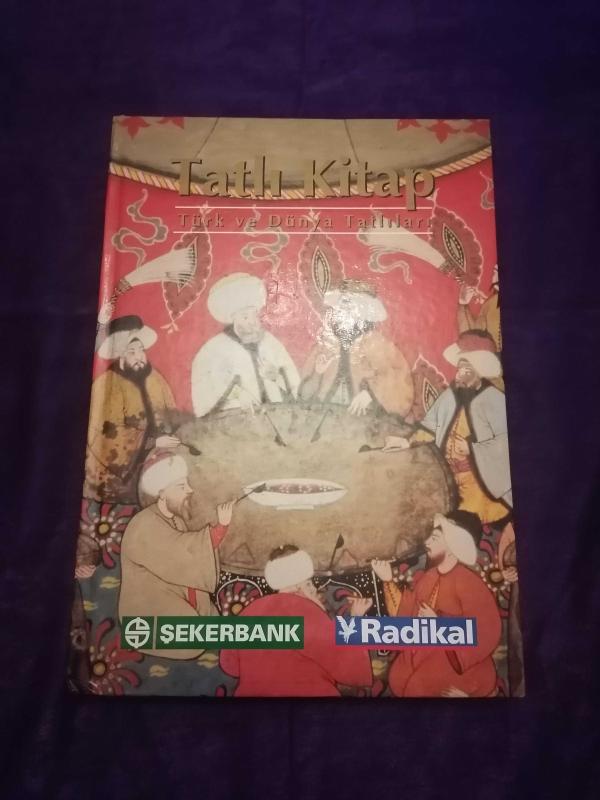 Tatlı Kitap
Türk ve Dünya Tatlıları
ŞEKERBANK
Radikal